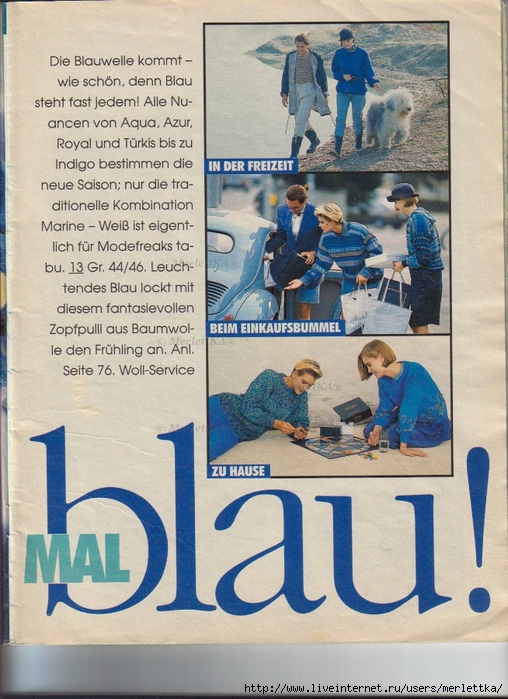 Die Blauwelle kommt –
wie schön, denn Blau
steht fast jedem! Alle Nu-
ancen von Aqua, Azur,
Royal und Türkis bis zu
Indigo bestimmen die
neue Saison; nur die tra-
ditionelle Kombination
Marine – Weiß ist eigent-
lich für Modefreaks ta-
bu. 13 Gr. 44/46. Leuch-
tendes Blau lockt mit
diesem fantasievollen
Zopfpulli aus Baumwol-
le den Frühling an. Anl.
Seite 76. Woll-Service
IN DER FREIZEIT
BEIM EINKAUFSBUMMEL
ZU HAUSE
MAL
blau!
http://www.liveinternet.ru/users/merlettka/